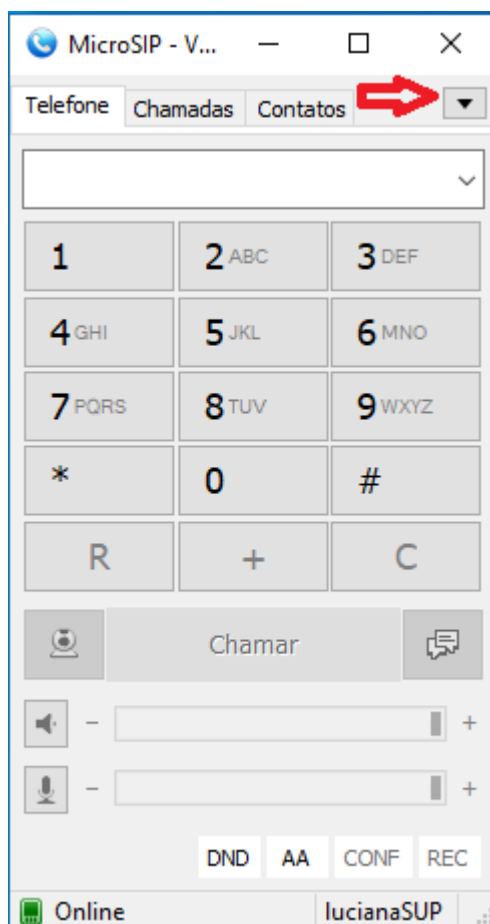 MicroSIP - V...
Telefone Chamadas Contatos
1 2 ABC 3 DEF
4 GHI 5 JKL 6 MNO
7 PQRS 8 TUV 9 WXYZ
* 0 #
R + C
Chamar
- +
- +
DND AA CONF REC
Online lucianaSUP